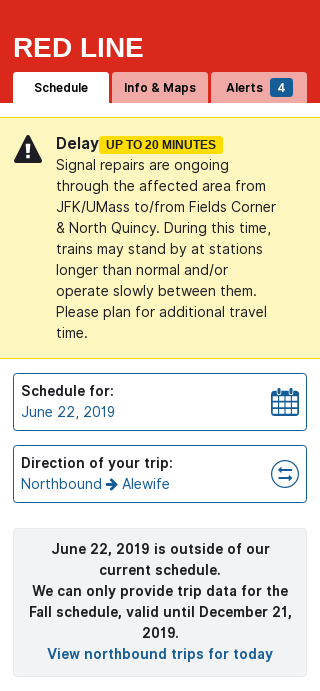 RED LINE
Schedule
Info & Maps
Alerts 4
Delay UP TO 20 MINUTES
Signal repairs are ongoing
through the affected area from
JFK/UMass to/from Fields Corner
& North Quincy. During this time,
trains may stand by at stations
longer than normal and/or
operate slowly between them.
Please plan for additional travel
time.
Schedule for:
June 22, 2019
Direction of your trip:
Northbound → Alewife
June 22, 2019 is outside of our
current schedule.
We can only provide trip data for the
Fall schedule, valid until December 21,
2019.
View northbound trips for today